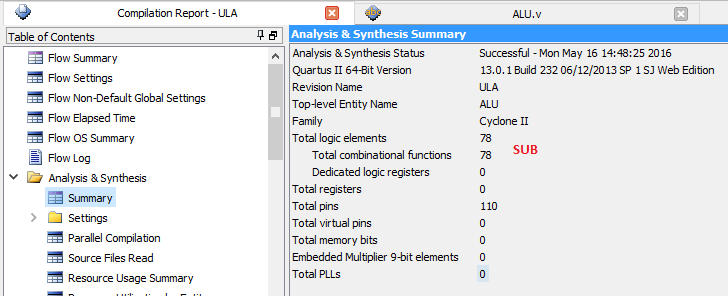 Compilation Report - ULA
ALU.v
Table of Contents
Flow Summary
Flow Settings
Flow Non-Default Global Settings
Flow Elapsed Time
Flow OS Summary
Flow Log
Analysis & Synthesis
Summary
Settings
Parallel Compilation
Source Files Read
Resource Usage Summary
Analysis & Synthesis Summary
Analysis & Synthesis Status Successful - Mon May 16 14:48:25 2016
Quartus II 64-Bit Version 13.0.1 Build 232 06/12/2013 SP 1 SJ Web Edition
Revision Name ULA
Top-level Entity Name ALU
Family Cyclone II
Total logic elements 78
Total combinational functions 78
SUB
Dedicated logic registers 0
Total registers 0
Total pins 110
Total virtual pins 0
Total memory bits 0
Embedded Multiplier 9-bit elements 0
Total PLLs 0